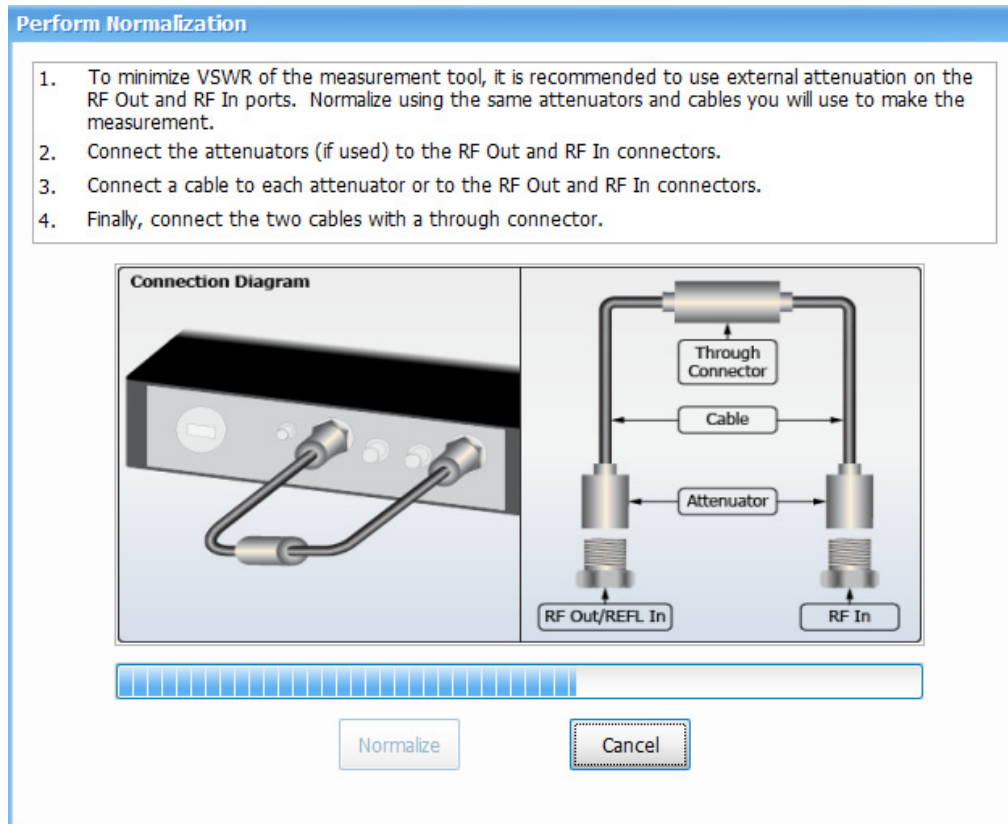 Perform Normalization
1. To minimize VSWR of the measurement tool, it is recommended to use external attenuation on the
RF Out and RF In ports.  Normalize using the same attenuators and cables you will use to make the
measurement.
2. Connect the attenuators (if used) to the RF Out and RF In connectors.
3. Connect a cable to each attenuator or to the RF Out and RF In connectors.
4. Finally, connect the two cables with a through connector.
Connection Diagram
Through
Connector
Cable
Attenuator
RF Out/REFL In
RF In
Normalize
Cancel